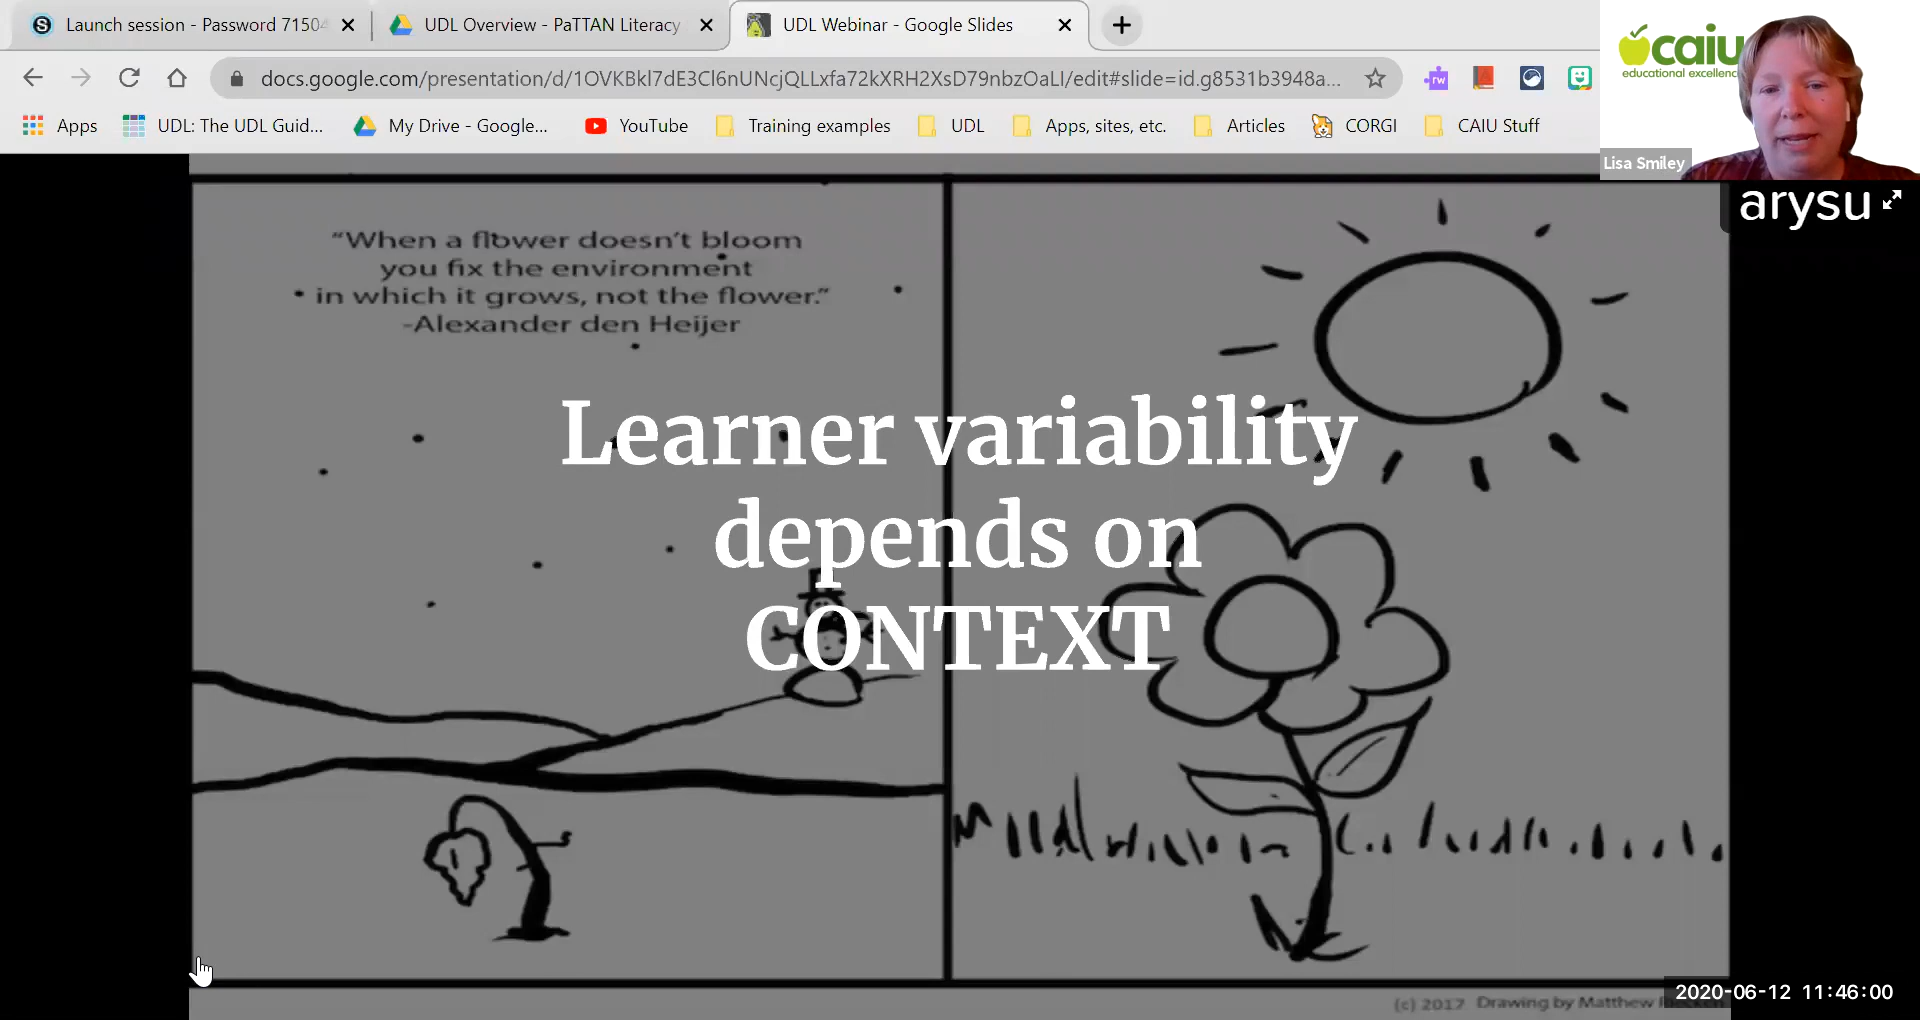 Launch session - Password 7150
UDL Overview - PaTTAN Literacy
UDL Webinar - Google Slides
docs.google.com/presentation/d/1OVKBkl7dE3Cl6nUNcjQLLxfa72kXRH2XsD79nbzOaLI/edit#slide=id.g8531b3948a...
Apps
UDL: The UDL Guid...
My Drive - Google...
YouTube
Training examples
UDL
Apps, sites, etc.
Articles
CORGI
CAIU Stuff
caiu
educational excellenc
Lisa Smiley
arysu
“When a flower doesn’t bloom
you fix the environment
in which it grows, not the flower.”
-Alexander den Heijer
Learner variability
depends on
CONTEXT
(c) 2017 Drawing by Matthew
2020-06-12 11:46:00